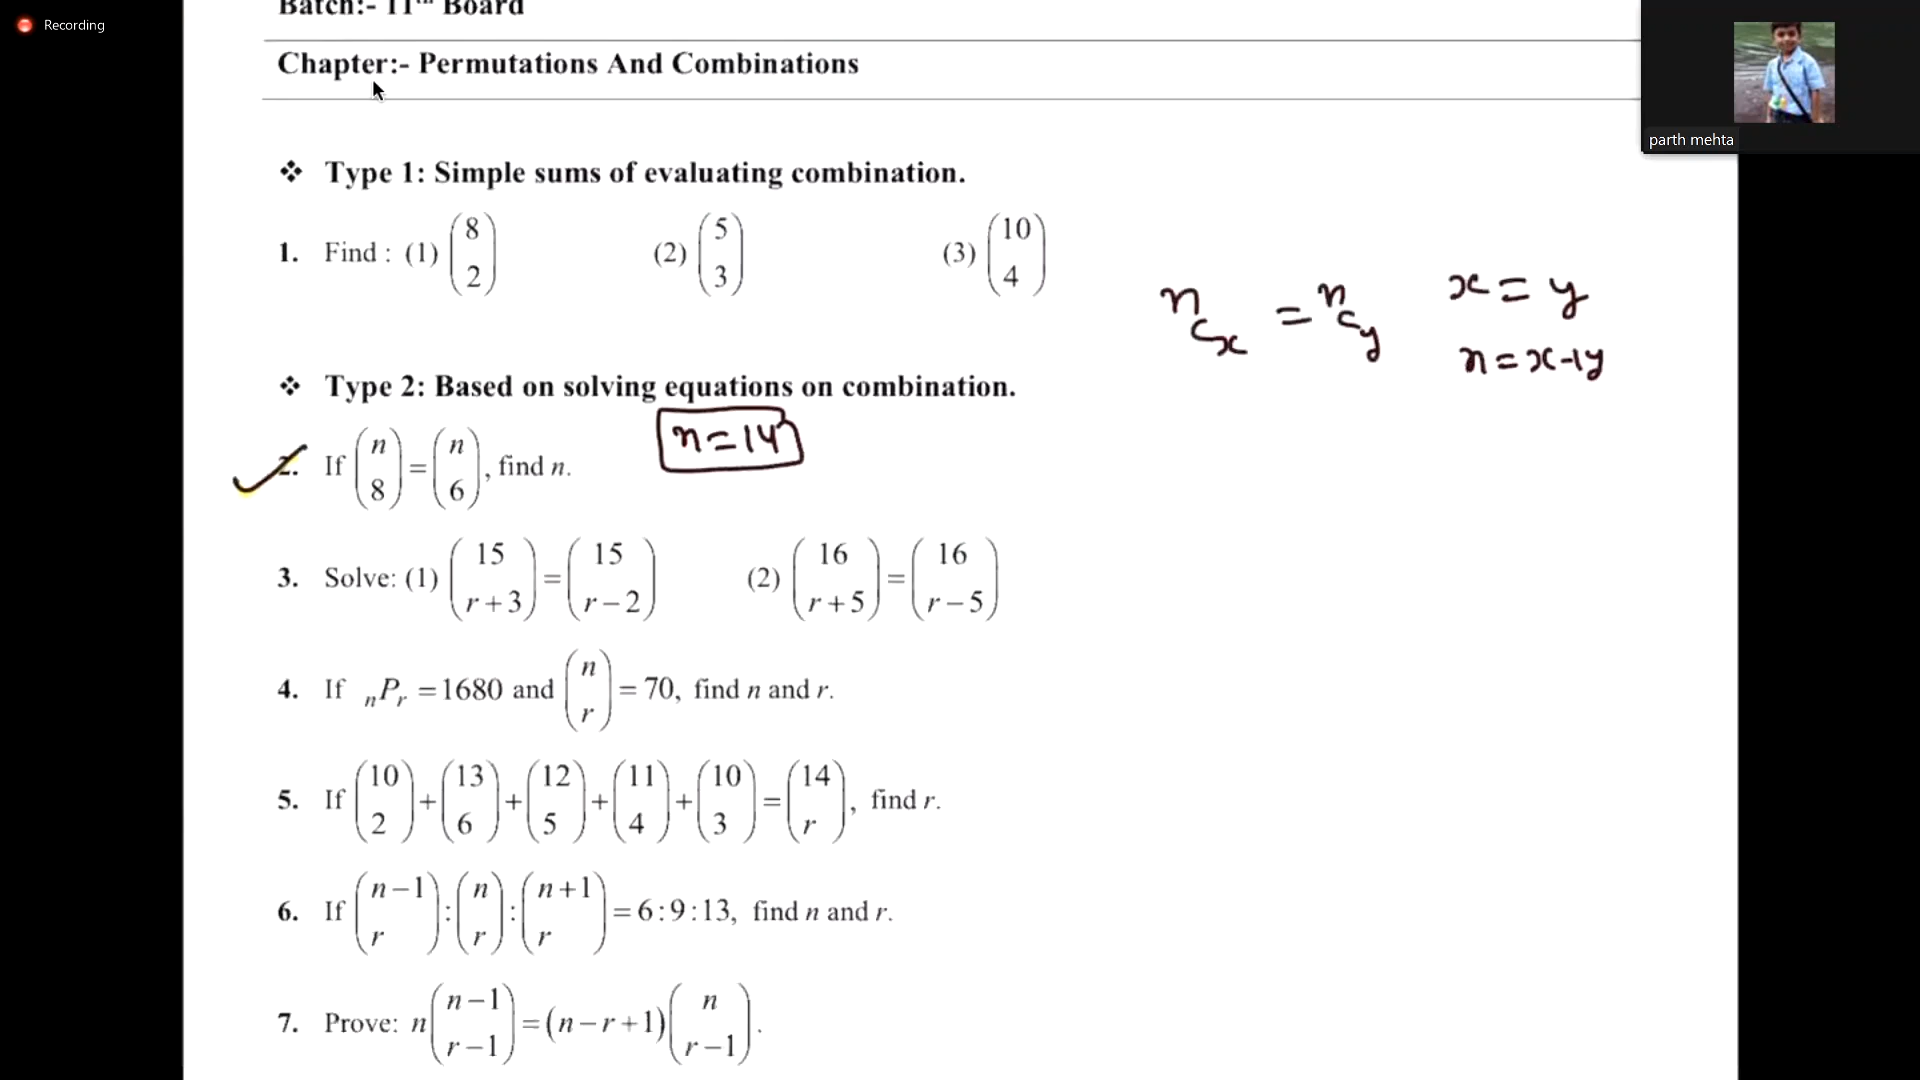 Recording
Batch:- 11th Board
Chapter:- Permutations And Combinations
parth mehta
❖ Type 1: Simple sums of evaluating combination.
1. Find : (1) (8 2) (2) (5 3) (3) (10 4)
nCx = nCy x = y
n = x+y
❖ Type 2: Based on solving equations on combination.
n=14
2. If (n 8) = (n 6), find n.
3. Solve: (1) (15 r+3) = (15 r−2) (2) (16 r+5) = (16 r−5)
4. If nPr = 1680 and (n r) = 70, find n and r.
5. If (10 2) + (13 6) + (12 5) + (11 4) + (10 3) = (14 r), find r.
6. If (n−1 r) : (n r) : (n+1 r) = 6 : 9 : 13, find n and r.
7. Prove: n(n−1 r−1) = (n−r+1)(n r−1).